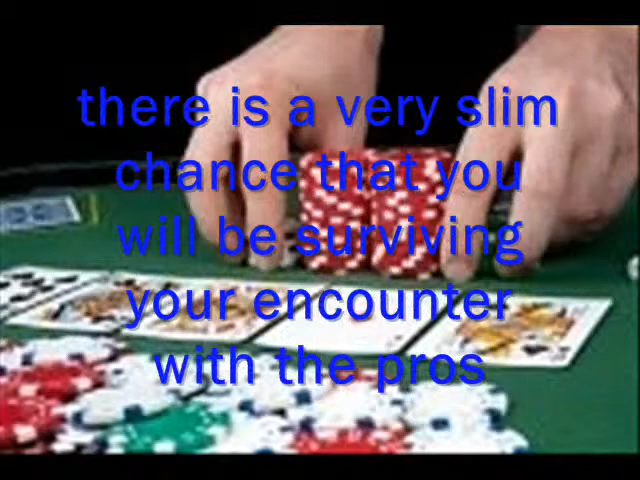 there is a very slim
chance that you
will be surviving
your encounter
with the pros